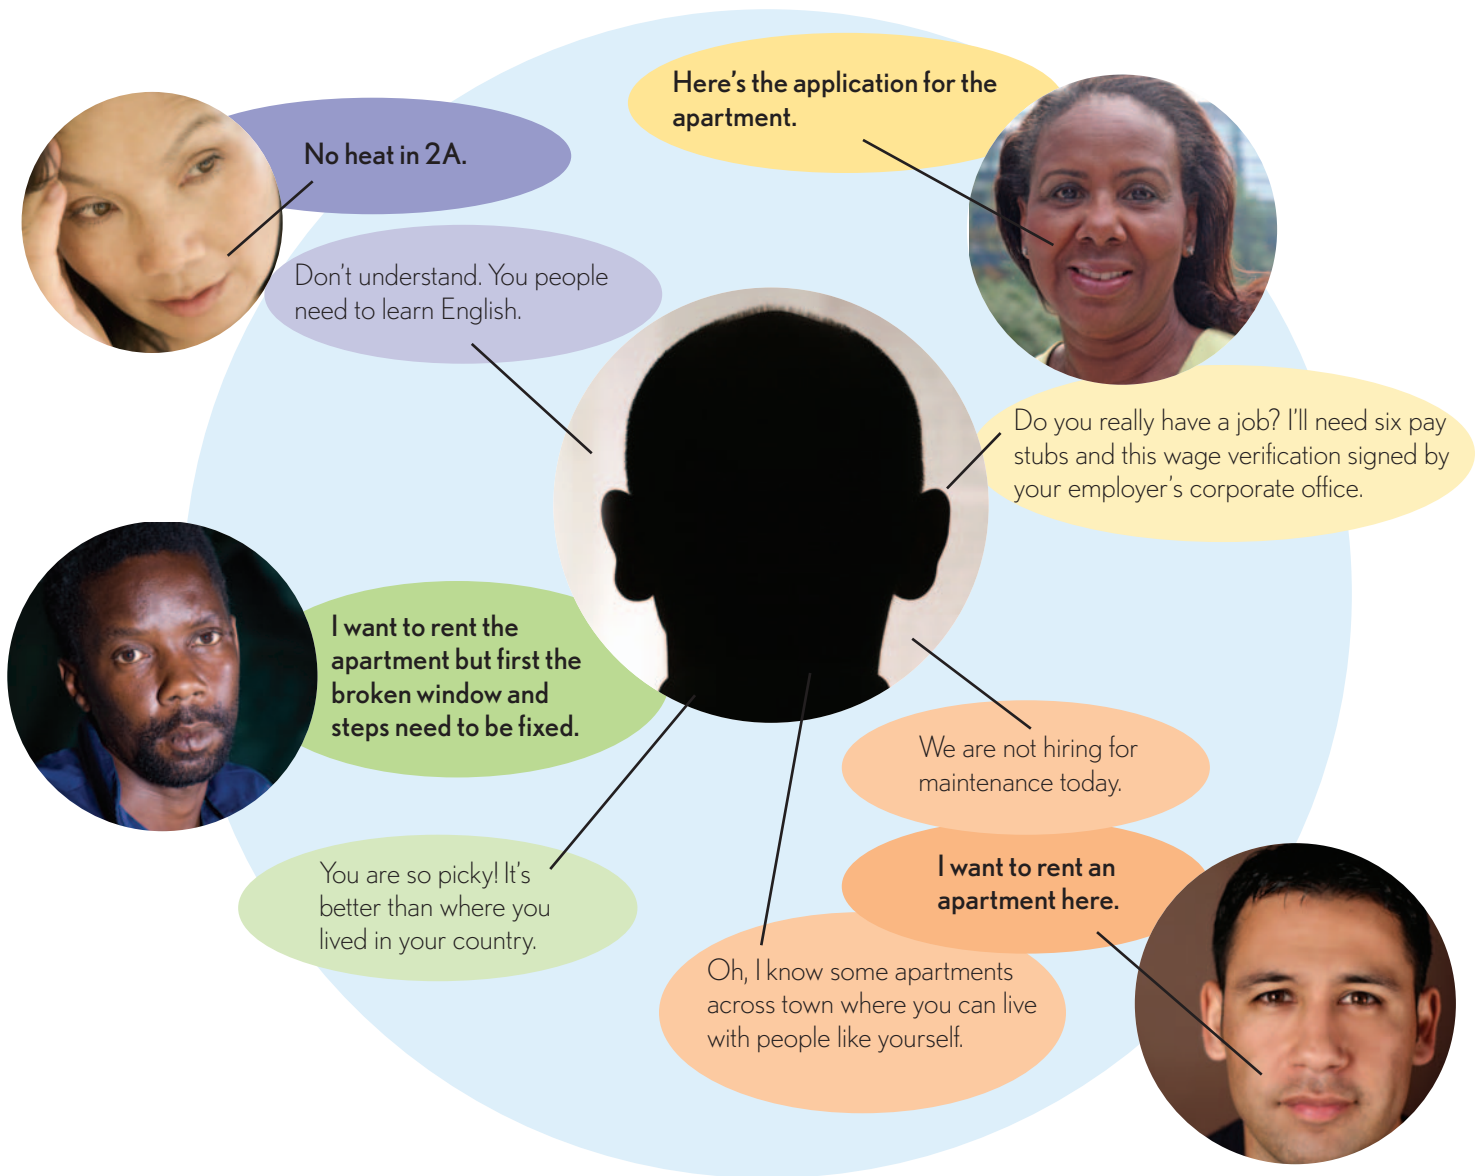 Here’s the application for the
apartment.
No heat in 2A.
Don’t understand. You people
need to learn English.
Do you really have a job? I’ll need six pay
stubs and this wage verification signed by
your employer’s corporate office.
I want to rent the
apartment but first the
broken window and
steps need to be fixed.
You are so picky! It’s
better than where you
lived in your country.
We are not hiring for
maintenance today.
I want to rent an
apartment here.
Oh, I know some apartments
across town where you can live
with people like yourself.